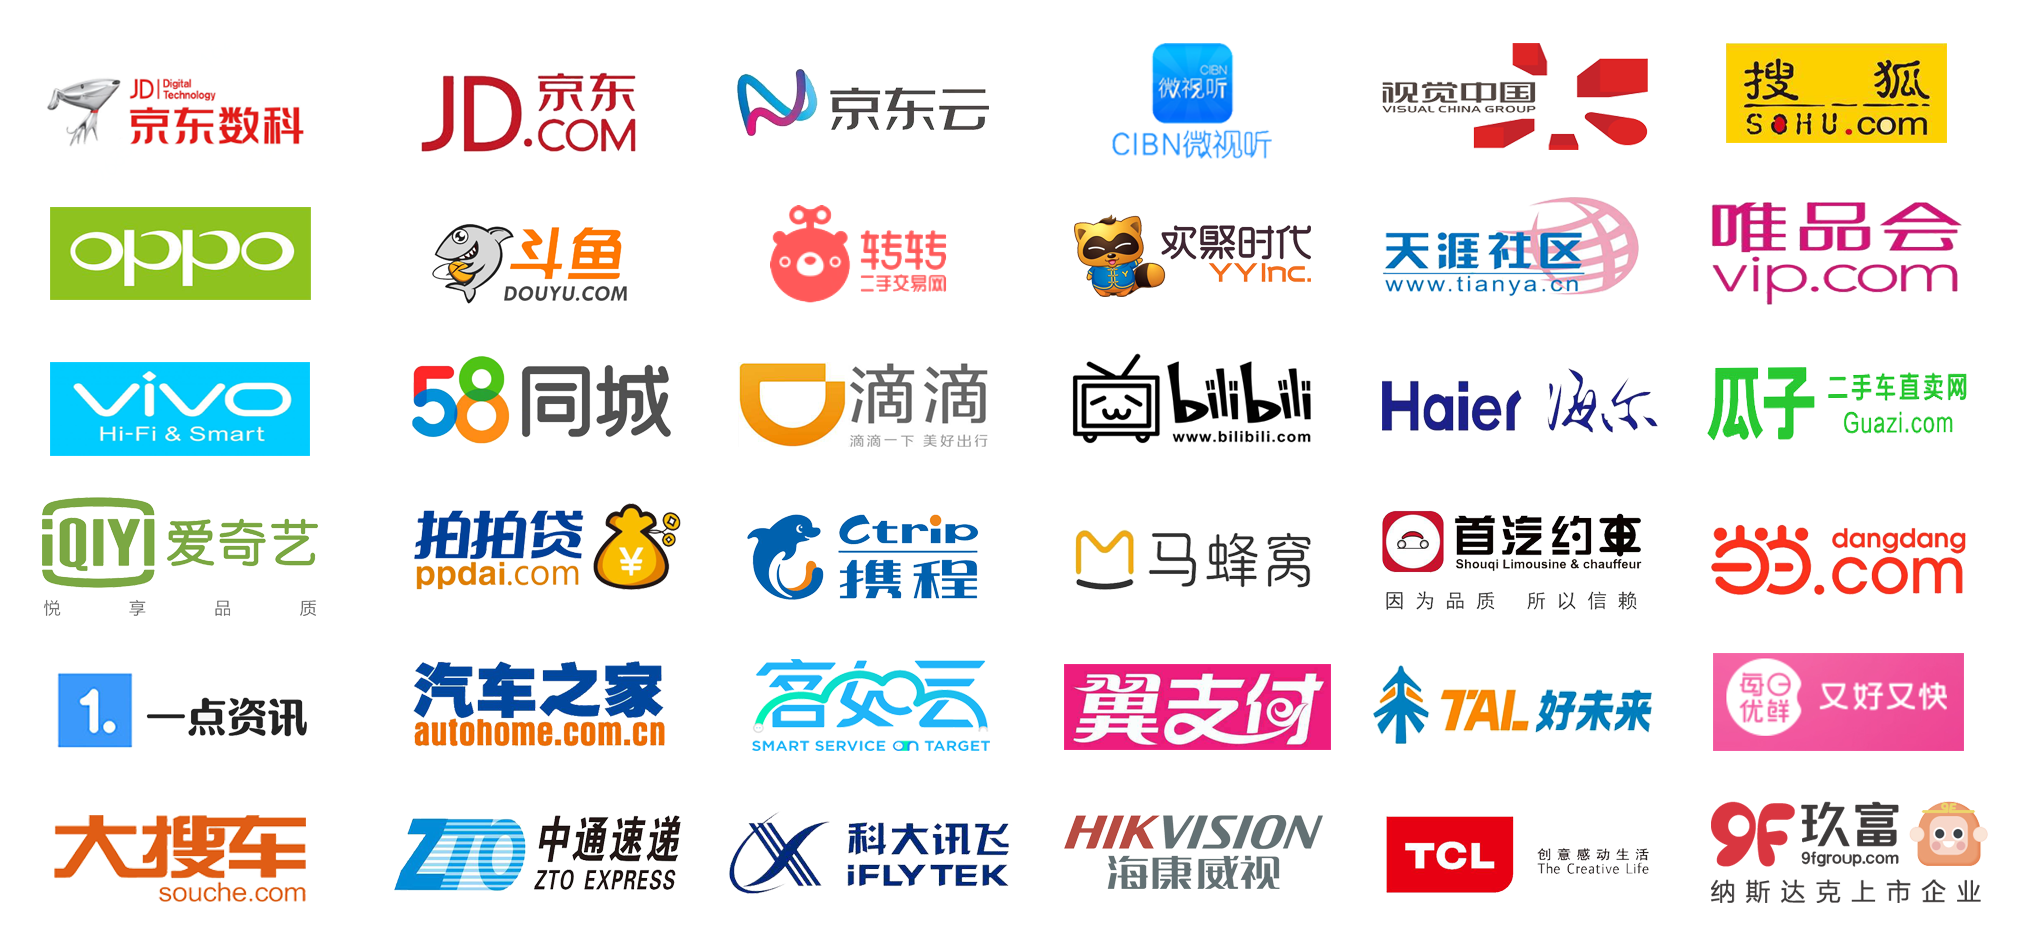 JD Digital
Technology
京东数科
JD.京东
COM
京东云
CIBN
微视听
CIBN微视听
视觉中国
VISUAL CHINA GROUP
搜狐
SOHU.com
oppo
斗鱼
DOUYU.COM
转转
二手交易网
欢聚时代
YY Inc.
天涯社区
www.tianya.cn
唯品会
vip.com
vivo
Hi-Fi & Smart
58同城
滴滴
滴滴一下 美好出行
bilibili
www.bilibili.com
Haier 海尔
瓜子 二手车直卖网
Guazi.com
iQIYI 爱奇艺
悦享品质
拍拍贷
ppdai.com
¥
Ctrip
携程
马蜂窝
首汽约車
Shouqi Limousine & chauffeur
因为品质 所以信赖
当当.
dangdang
com
1.
一点资讯
汽车之家
autohome.com.cn
客如云
SMART SERVICE on TARGET
翼支付
TAL 好未来
每日
优鲜
又好又快
大搜车
souche.com
ZTO
中通速递
ZTO EXPRESS
科大讯飞
iFLYTEK
HIKVISION
海康威视
TCL
创意感动生活
The Creative Life
9F 玖富
9fgroup.com
9F
纳斯达克上市企业